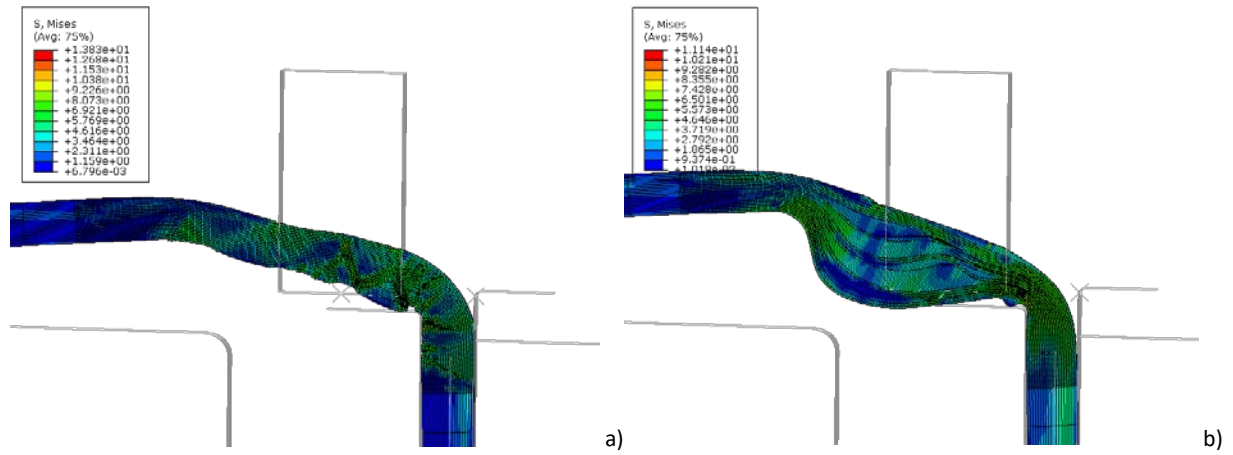 S, Mises
(Avg: 75%)
+1.383e+01
+1.268e+01
+1.153e+01
+1.038e+01
+9.226e+00
+8.073e+00
+6.921e+00
+5.769e+00
+4.616e+00
+3.464e+00
+2.311e+00
+1.159e+00
+6.796e-03
a)
S, Mises
(Avg: 75%)
+1.114e+01
+1.021e+01
+9.282e+00
+8.355e+00
+7.428e+00
+6.501e+00
+5.573e+00
+4.646e+00
+3.719e+00
+2.792e+00
+1.865e+00
+9.374e-01
b)